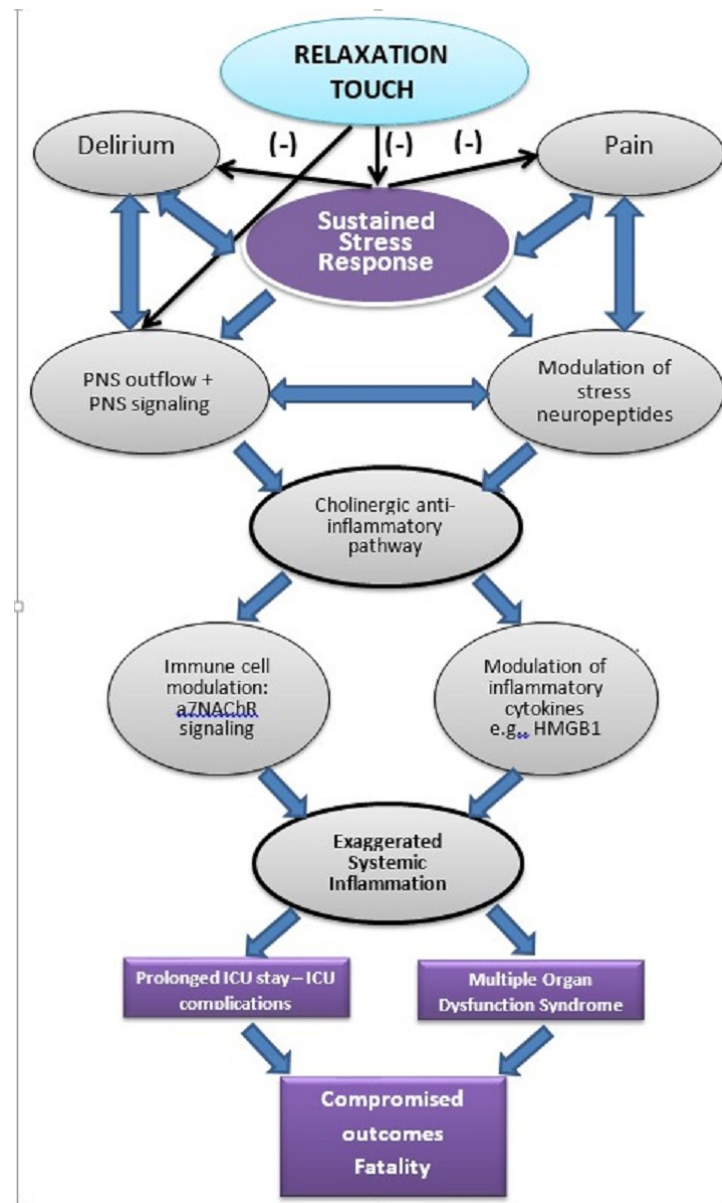 RELAXATION
TOUCH
Delirium
(-)
(-)
(-)
Pain
Sustained
Stress
Response
PNS outflow +
PNS signaling
Modulation of
stress
neuropeptides
Cholinergic anti-
inflammatory
pathway
Immune cell
modulation:
a7NAChR
signaling
Modulation of
inflammatory
cytokines
e.g., HMGB1
Exaggerated
Systemic
Inflammation
Prolonged ICU stay – ICU
complications
Multiple Organ
Dysfunction Syndrome
Compromised
outcomes
Fatality